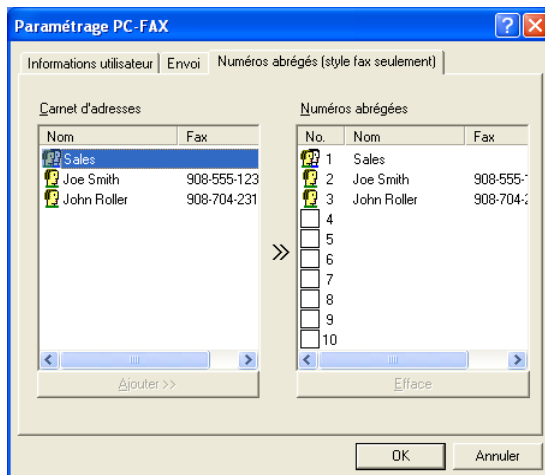 Paramétrage PC-FAX
Informations utilisateur Envoi Numéros abrégés (style fax seulement)
Carnet d'adresses Numéros abrégées
Nom Fax No. Nom Fax
Sales 1 Sales
Joe Smith 908-555-123 2 Joe Smith 908-555-
John Roller 908-704-231 3 John Roller 908-704-2
4
5
6
7
8
9
10
Ajouter >> Efface
OK Annuler